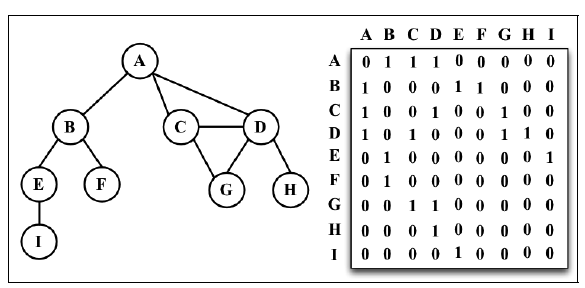 A
B C D
E F G H
I
A B C D E F G H I
A 0 1 1 1 0 0 0 0 0
B 1 0 0 0 1 1 0 0 0
C 1 0 0 1 0 0 1 0 0
D 1 0 1 0 0 0 1 1 0
E 0 1 0 0 0 0 0 0 1
F 0 1 0 0 0 0 0 0 0
G 0 0 1 1 0 0 0 0 0
H 0 0 0 1 0 0 0 0 0
I 0 0 0 0 1 0 0 0 0